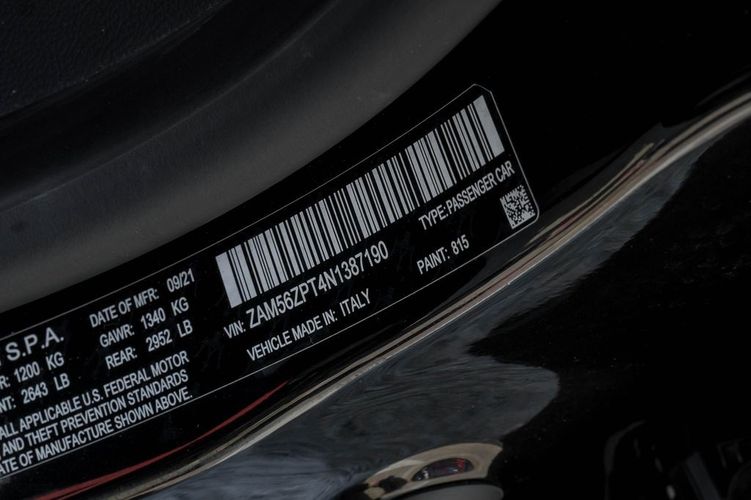 S.P.A.
DATE OF MFR: 09/21
1200 KG GAWR: 1340 KG
2643 LB REAR: 2952 LB
ALL APPLICABLE U.S. FEDERAL MOTOR
AND THEFT PREVENTION STANDARDS
DATE OF MANUFACTURE SHOWN ABOVE.
VIN: ZAM56ZPT4N1387190
TYPE: PASSENGER CAR
VEHICLE MADE IN: ITALY
PAINT: 815